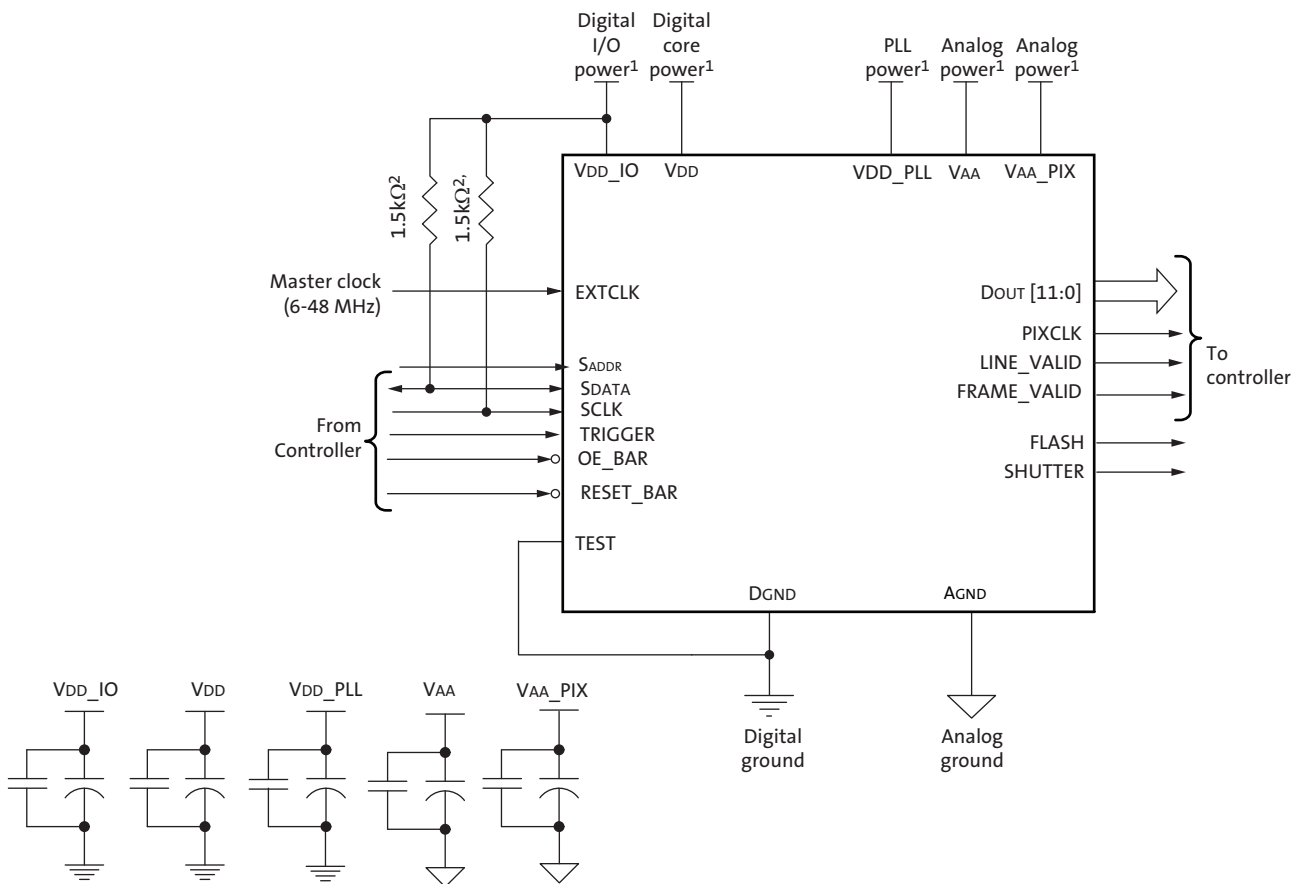 Digital
I/O
power1
Digital
core
power1
PLL
power1
Analog
power1
Analog
power1
VDD_IO
VDD
VDD_PLL
VAA
VAA_PIX
1.5kΩ2
1.5kΩ2,
Master clock
(6-48 MHz)
EXTCLK
SADDR
SDATA
SCLK
TRIGGER
OE_BAR
RESET_BAR
TEST
From
Controller
DOUT [11:0]
PIXCLK
LINE_VALID
FRAME_VALID
FLASH
SHUTTER
To
controller
DGND
AGND
Digital
ground
Analog
ground
VDD_IO
VDD
VDD_PLL
VAA
VAA_PIX